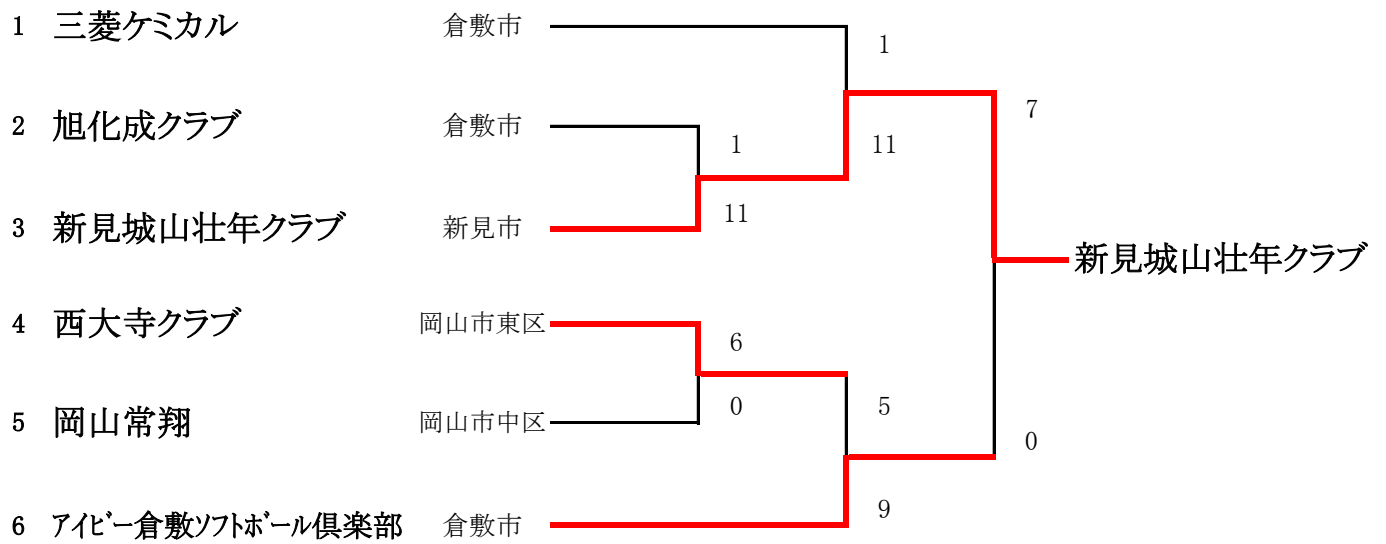 1 三菱ケミカル 倉敷市
1
7
2 旭化成クラブ 倉敷市
1
11
11
3 新見城山壮年クラブ 新見市
新見城山壮年クラブ
4 西大寺クラブ 岡山市東区
6
0
5
5 岡山常翔 岡山市中区
0
9
6 アイビー倉敷ソフトボール倶楽部 倉敷市